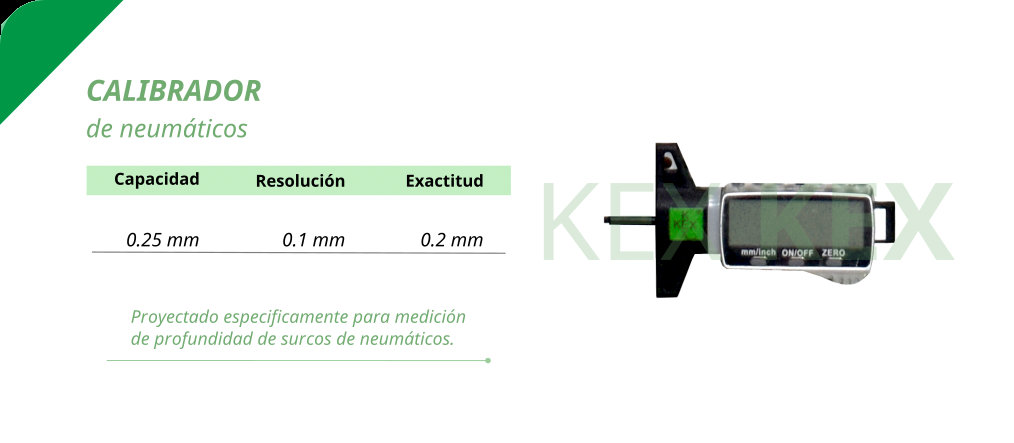 CALIBRADOR
de neumáticos
Capacidad Resolución Exactitud
0.25 mm 0.1 mm 0.2 mm
Proyectado especificamente para medición
de profundidad de surcos de neumáticos.
KEX KEX
KEX
mm/inch ON/OFF ZERO